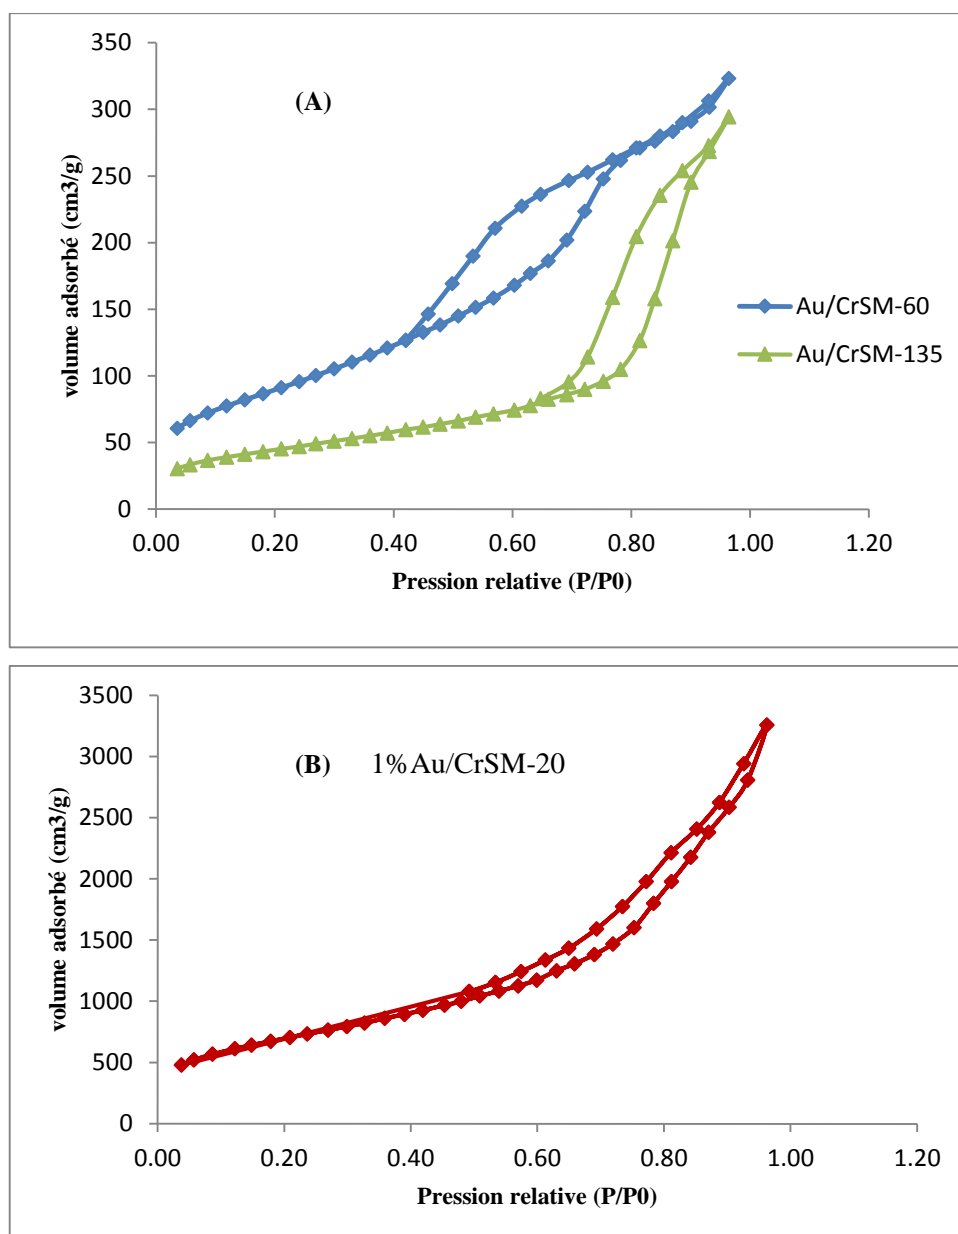 350
300
250
200
150
100
50
0
volume adsorbé (cm3/g)
(A)
Au/CrSM-60
Au/CrSM-135
0.00 0.20 0.40 0.60 0.80 1.00 1.20
Pression relative (P/P0)
3500
3000
2500
2000
1500
1000
500
0
volume adsorbé (cm3/g)
(B) 1%Au/CrSM-20
0.00 0.20 0.40 0.60 0.80 1.00 1.20
Pression relative (P/P0)